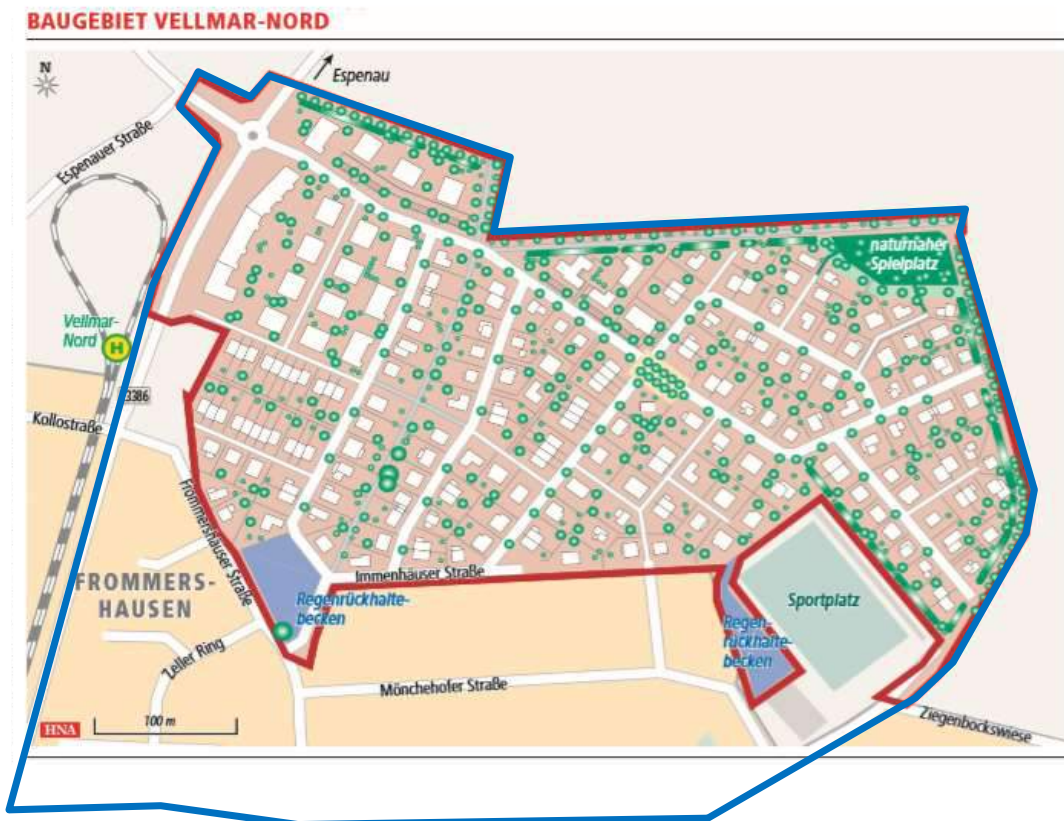 BAUGEBIET VELLMAR-NORD
N
Espenau
Espenauer Straße
naturnaher
Spielplatz
Vellmar-
Nord
H
3386
Kollostraße
Frommershauser Straße
FROMMERS-
HAUSEN
Immenhäuser Straße
Regenrückhalte-
becken
Sportplatz
Regen-
rückhalte-
becken
Zeller Ring
Mönchehofer Straße
Ziegenbockswiese
HNA
100 m